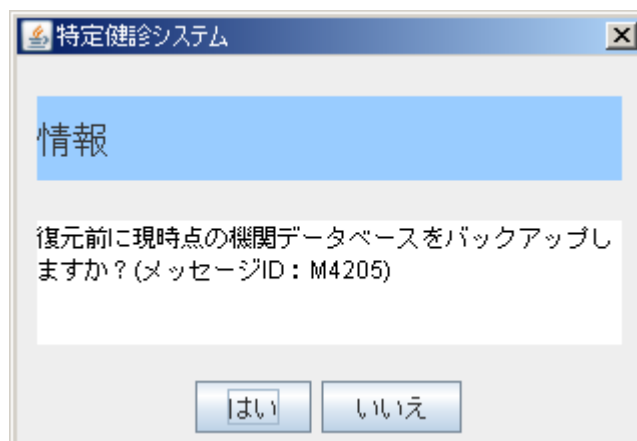 特定健診システム
情報
復元前に現時点の機関データベースをバックアップし
ますか？(メッセージID：M4205)
はい
いいえ